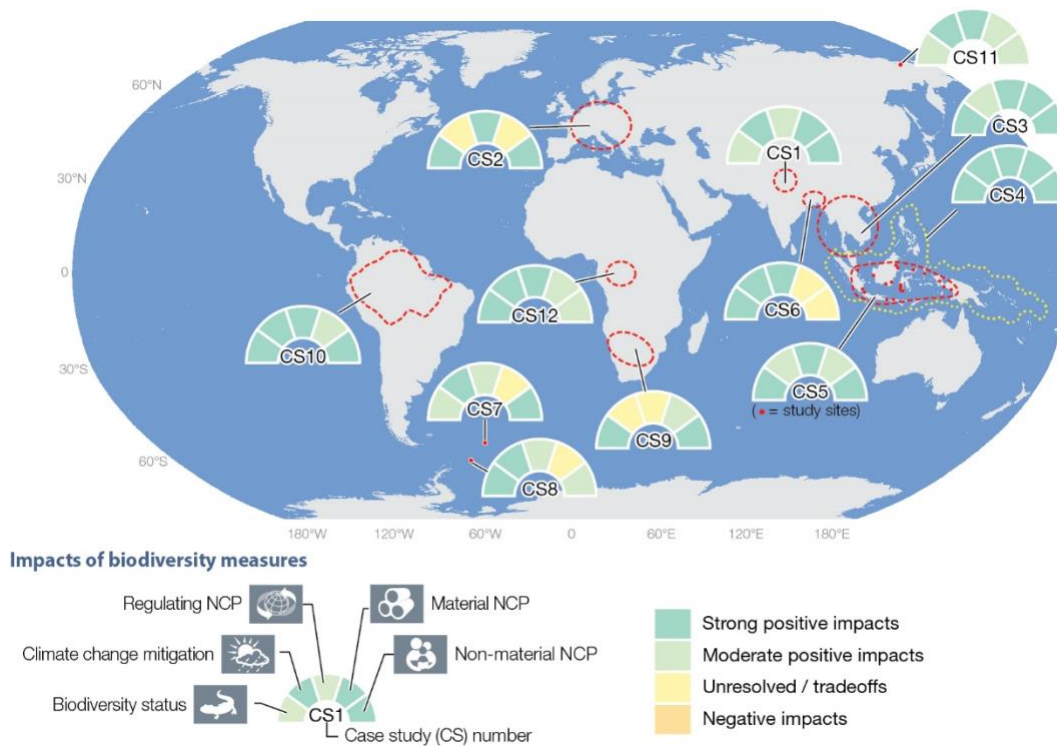 CS11
60°N
CS3
CS2
CS1
CS4
30°N
0
CS6
CS12
CS10
CS5
30°S
(• = study sites)
CS7
CS9
60°S
CS8
180°W
120°W
60°W
0
60°E
120°E
180°E
Impacts of biodiversity measures
Regulating NCP
Material NCP
Climate change mitigation
Non-material NCP
Biodiversity status
CS1
Case study (CS) number
Strong positive impacts
Moderate positive impacts
Unresolved / tradeoffs
Negative impacts